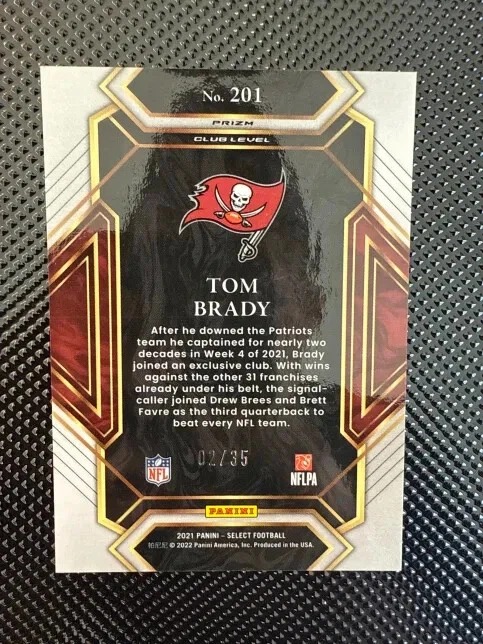 No. 201
PRIZM
CLUB LEVEL
TOM
BRADY
After he downed the Patriots
team he captained for nearly two
decades in Week 4 of 2021, Brady
joined an exclusive club. With wins
against the other 31 franchises
already under his belt, the signal-
caller joined Drew Brees and Brett
Favre as the third quarterback to
beat every NFL team.
02/35
NFL
NFLPA
PANINI
2021 PANINI – SELECT FOOTBALL
© 2022 Panini America, Inc. Produced in the USA.